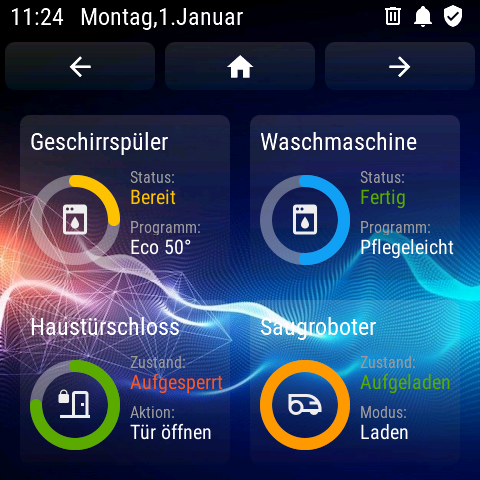 11:24 Montag,1.Januar
Geschirrspüler
Status:
Bereit
Programm:
Eco 50°
Waschmaschine
Status:
Fertig
Programm:
Pflegeleicht
Haustürschloss
Zustand:
Aufgesperrt
Aktion:
Tür öffnen
Saugroboter
Zustand:
Aufgeladen
Modus:
Laden